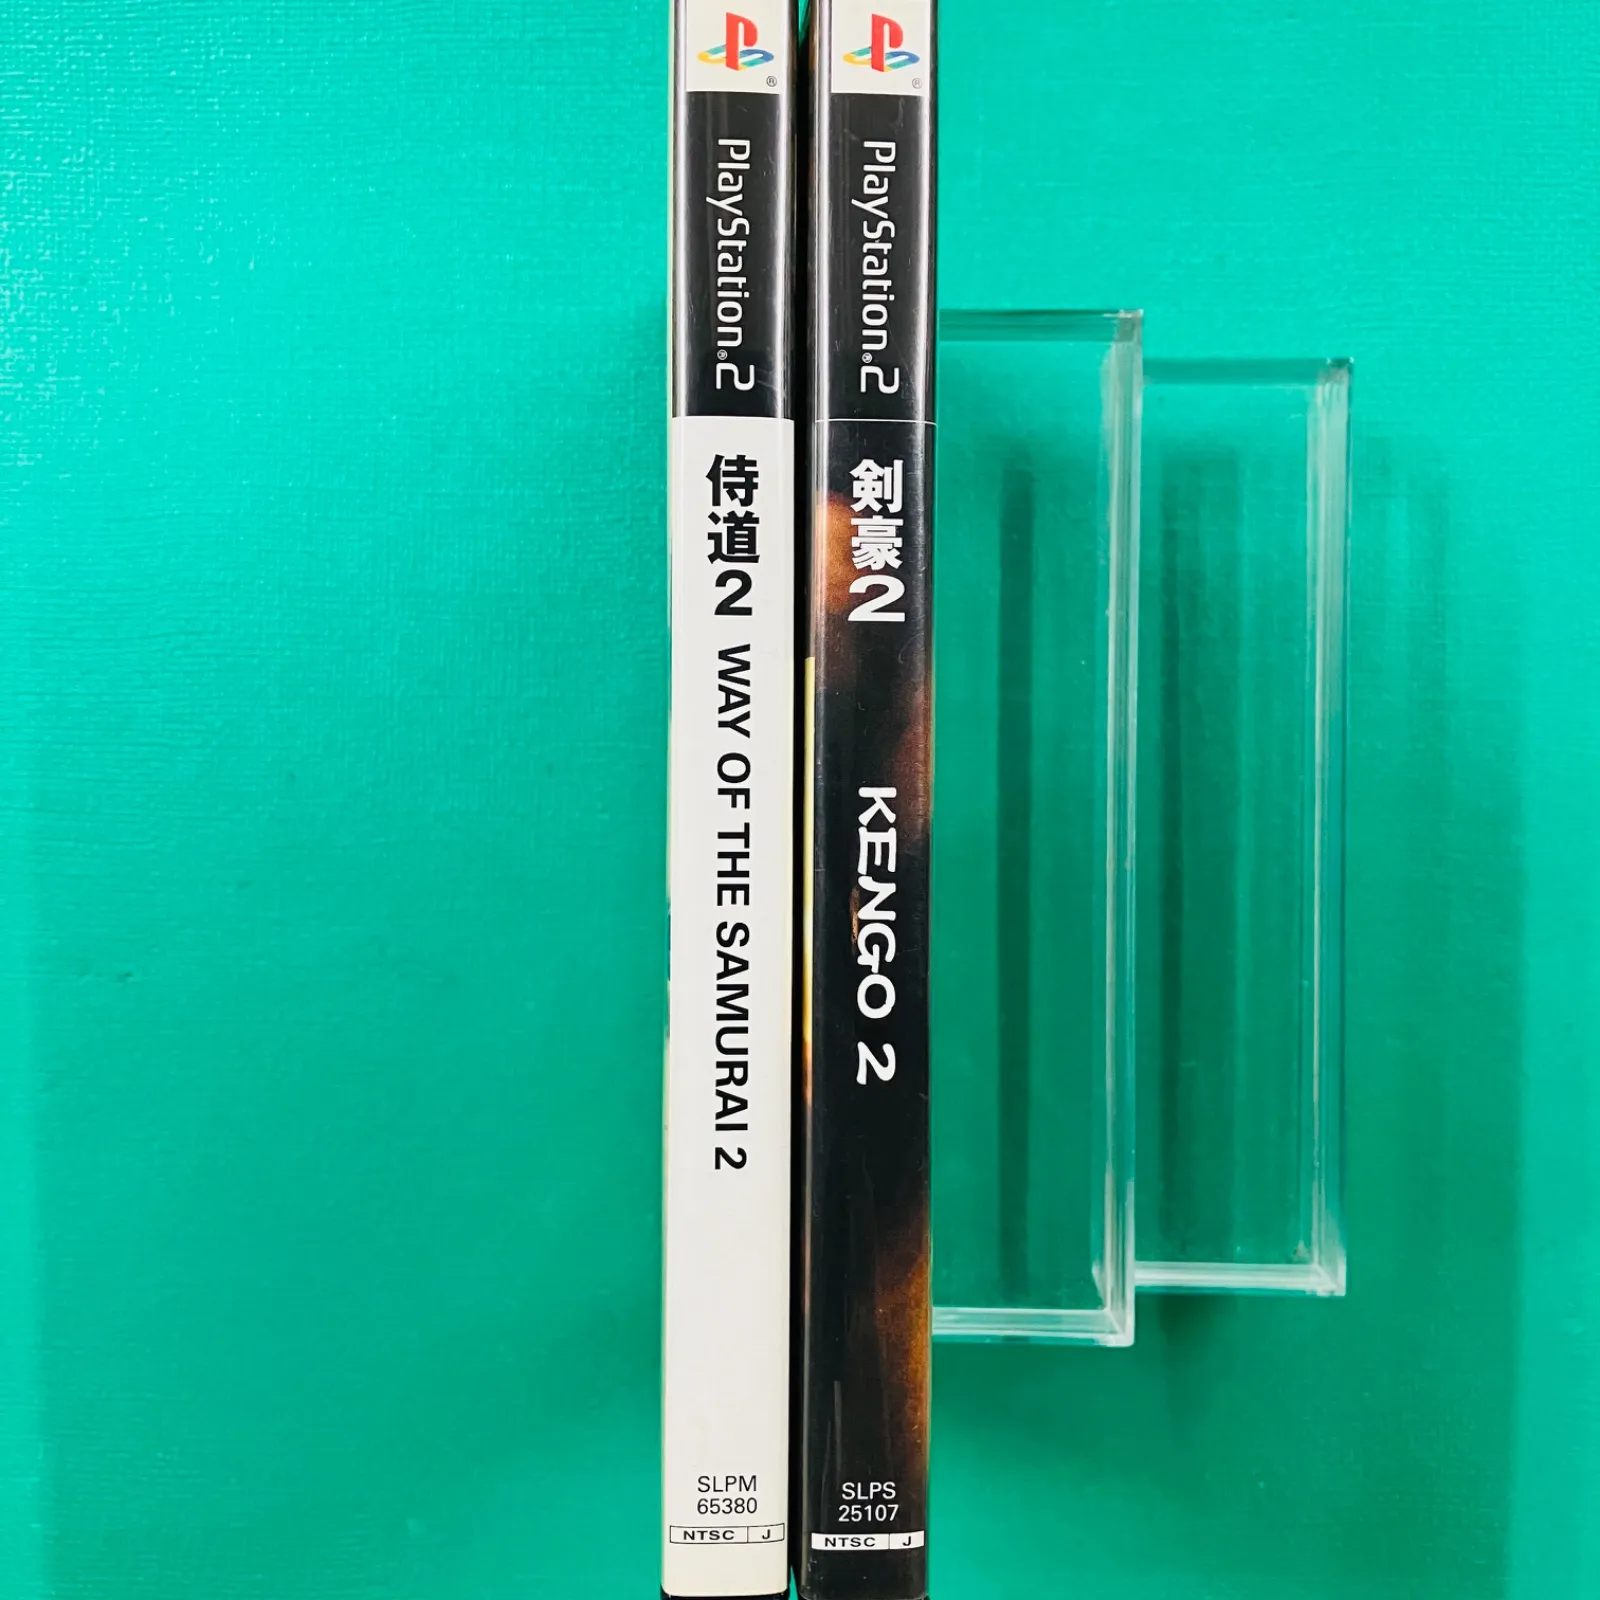 PlayStation®2
侍道2 WAY OF THE SAMURAI 2
SLPM
65380
NTSC J
PlayStation®2
剣豪2 KENGO 2
SLPS
25107
NTSC J